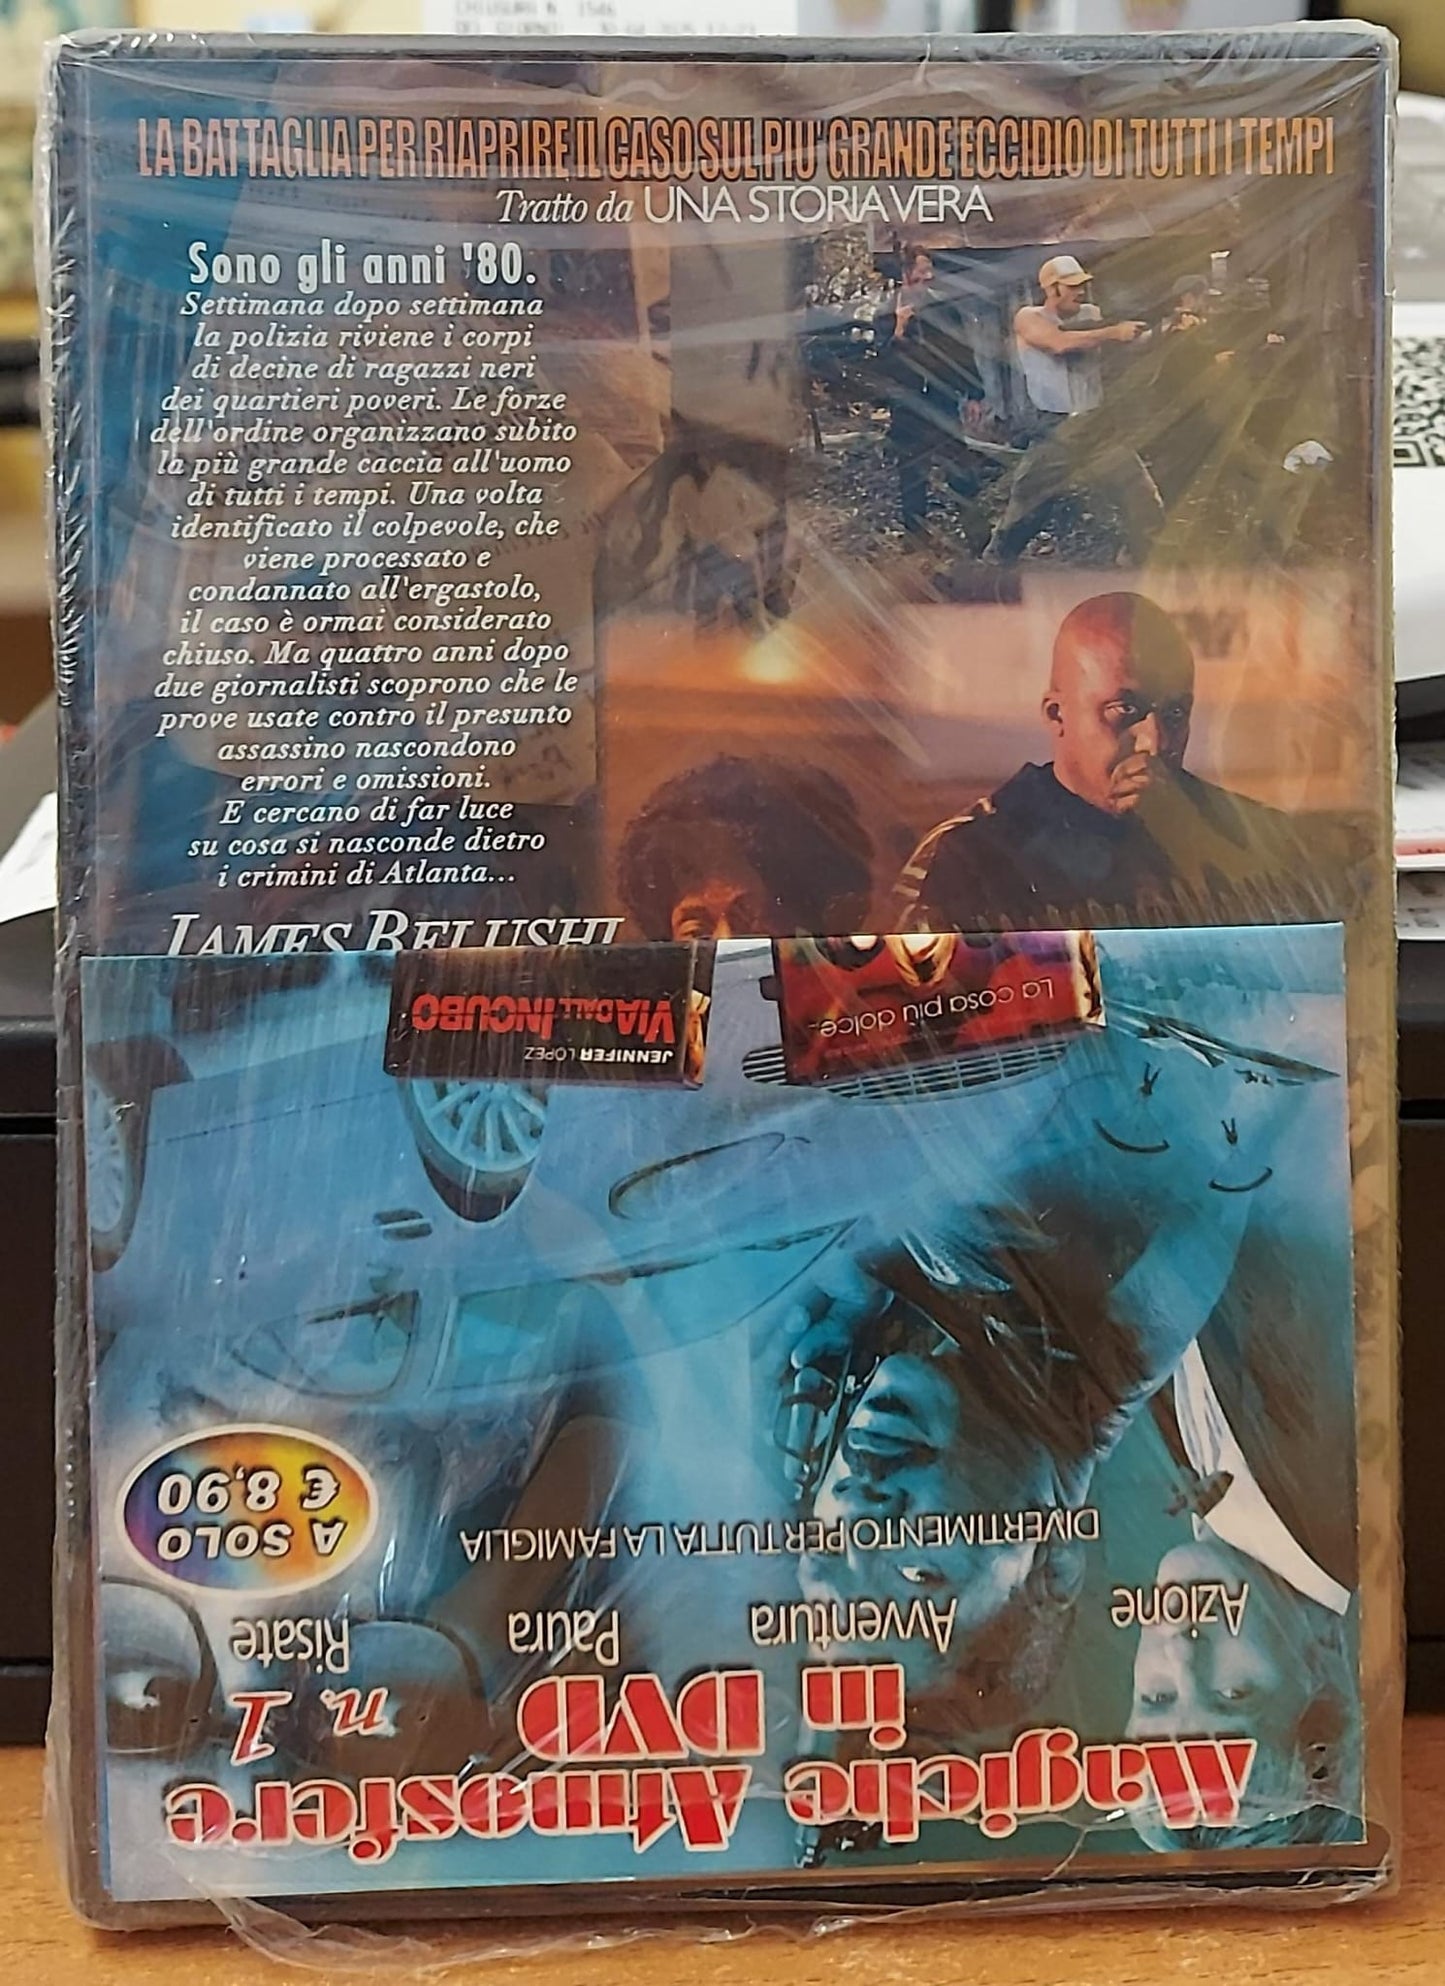 CHIUSURA N. 1546
LA BATTAGLIA PER RIAPRIRE IL CASO SUL PIU' GRANDE ECCIDIO DI TUTTI I TEMPI
Tratto da UNA STORIA VERA
Sono gli anni '80.
Settimana dopo settimana
la polizia riviene i corpi
di decine di ragazzi neri
dei quartieri poveri. Le forze
dell'ordine organizzano subito
la più grande caccia all'uomo
di tutti i tempi. Una volta
identificato il colpevole, che
viene processato e
condannato all'ergastolo,
il caso è ormai considerato
chiuso. Ma quattro anni dopo
due giornalisti scoprono che le
prove usate contro il presunto
assassino nascondono
errori e omissioni.
E cercano di far luce
su cosa si nasconde dietro
i crimini di Atlanta...
JAMES BELUSHI
Magiche Atmosfere
in DVD n. 1
Azione Avventura Paura Risate
DIVERTIMENTO PER TUTTA LA FAMIGLIA
A SOLO
€ 8,90
JENNIFER LOPEZ
VIA DALL'INCUBO
La cosa più dolce...